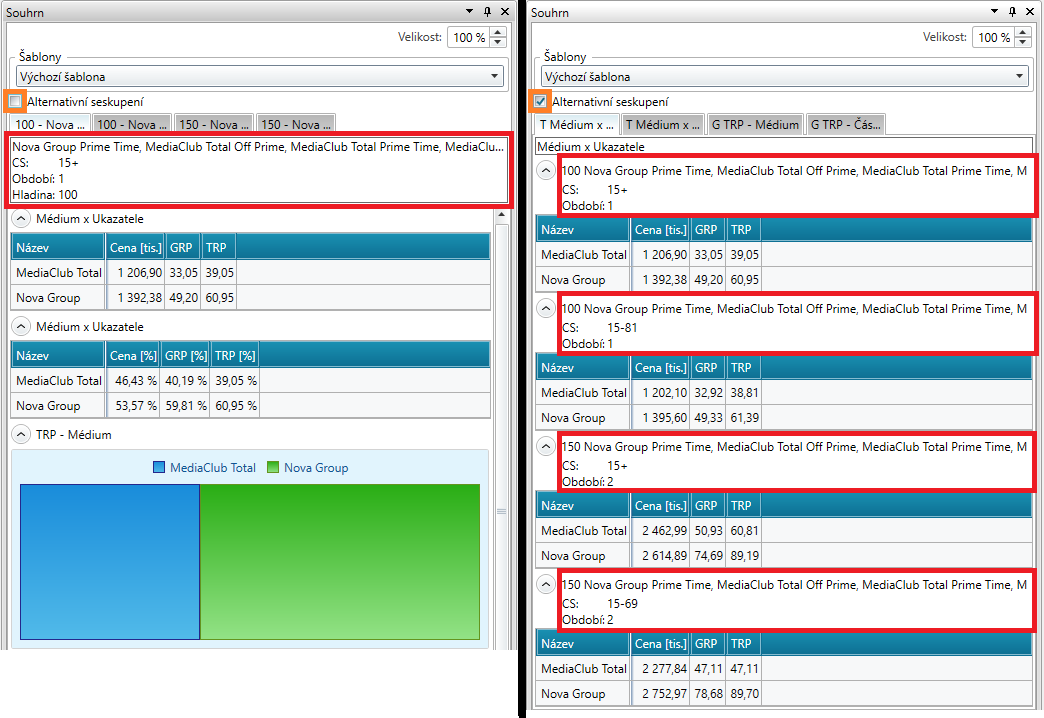 Souhrn
Velikost: 100 %
Šablony
Výchozí šablona
Alternativní seskupení
100 - Nova ... 100 - Nova ... 150 - Nova ... 150 - Nova ...
Nova Group Prime Time, MediaClub Total Off Prime, MediaClub Total Prime Time, MediaClu...
CS: 15+
Období: 1
Hladina: 100
Médium x Ukazatele
Název Cena [tis.] GRP TRP
MediaClub Total 1 206,90 33,05 39,05
Nova Group 1 392,38 49,20 60,95
Médium x Ukazatele
Název Cena [%] GRP [%] TRP [%]
MediaClub Total 46,43 % 40,19 % 39,05 %
Nova Group 53,57 % 59,81 % 60,95 %
TRP - Médium
MediaClub Total Nova Group
Souhrn
Velikost: 100 %
Šablony
Výchozí šablona
Alternativní seskupení
T Médium x ... T Médium x ... G TRP - Médium G TRP - Čás...
Médium x Ukazatele
100 Nova Group Prime Time, MediaClub Total Off Prime, MediaClub Total Prime Time, M
CS: 15+
Období: 1
Název Cena [tis.] GRP TRP
MediaClub Total 1 206,90 33,05 39,05
Nova Group 1 392,38 49,20 60,95
100 Nova Group Prime Time, MediaClub Total Off Prime, MediaClub Total Prime Time, M
CS: 15-81
Období: 1
Název Cena [tis.] GRP TRP
MediaClub Total 1 202,10 32,92 38,81
Nova Group 1 395,60 49,33 61,39
150 Nova Group Prime Time, MediaClub Total Off Prime, MediaClub Total Prime Time, M
CS: 15+
Období: 2
Název Cena [tis.] GRP TRP
MediaClub Total 2 462,99 50,93 60,81
Nova Group 2 614,89 74,69 89,19
150 Nova Group Prime Time, MediaClub Total Off Prime, MediaClub Total Prime Time, M
CS: 15-69
Období: 2
Název Cena [tis.] GRP TRP
MediaClub Total 2 277,84 47,11 47,11
Nova Group 2 752,97 78,68 89,70